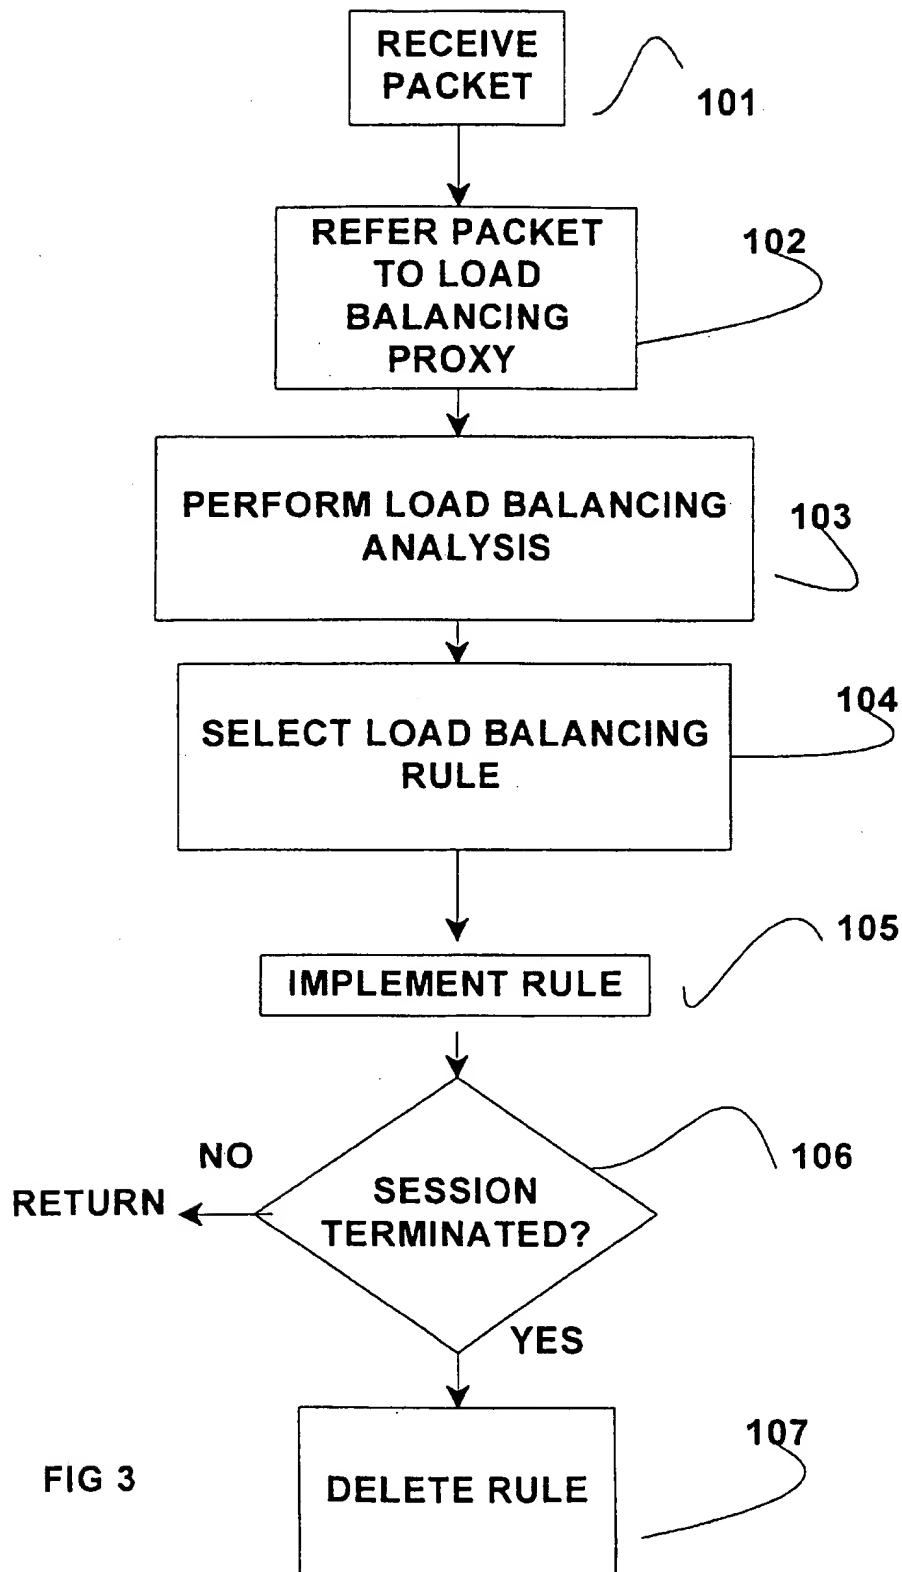 RECEIVE
PACKET
101
REFER PACKET
TO LOAD
BALANCING
PROXY
102
PERFORM LOAD BALANCING
ANALYSIS
103
SELECT LOAD BALANCING
RULE
104
IMPLEMENT RULE
105
SESSION
TERMINATED?
106
NO
RETURN
YES
DELETE RULE
107
FIG 3